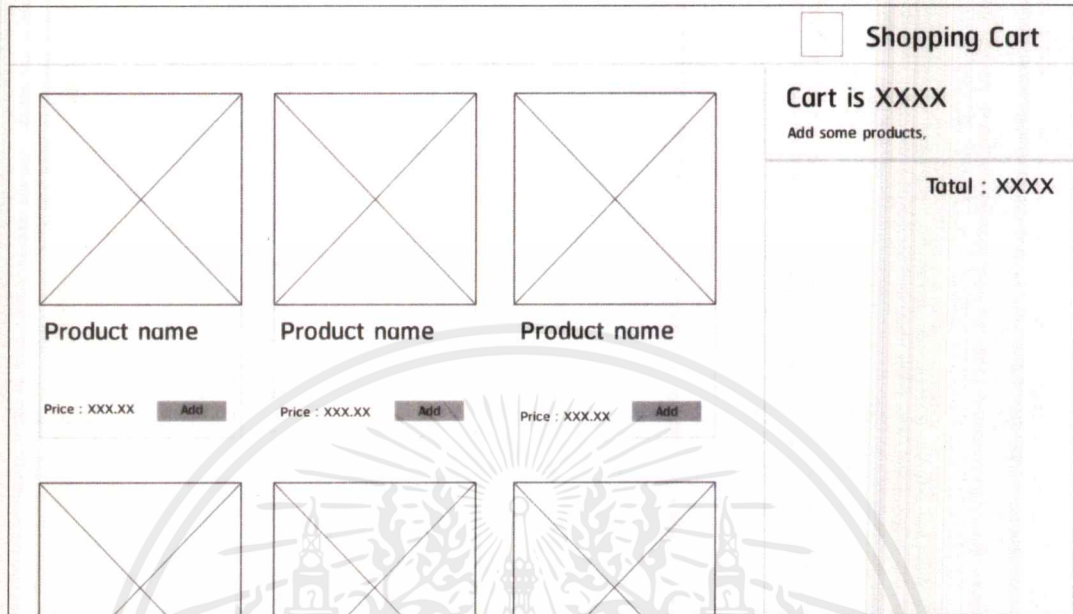 Shopping Cart
Cart is XXXX
Add some products,
Tatal : XXXX
Product name
Product name
Product name
Price : XXX.XX
Add
Price : XXX.XX
Add
Price : XXX.XX
Add